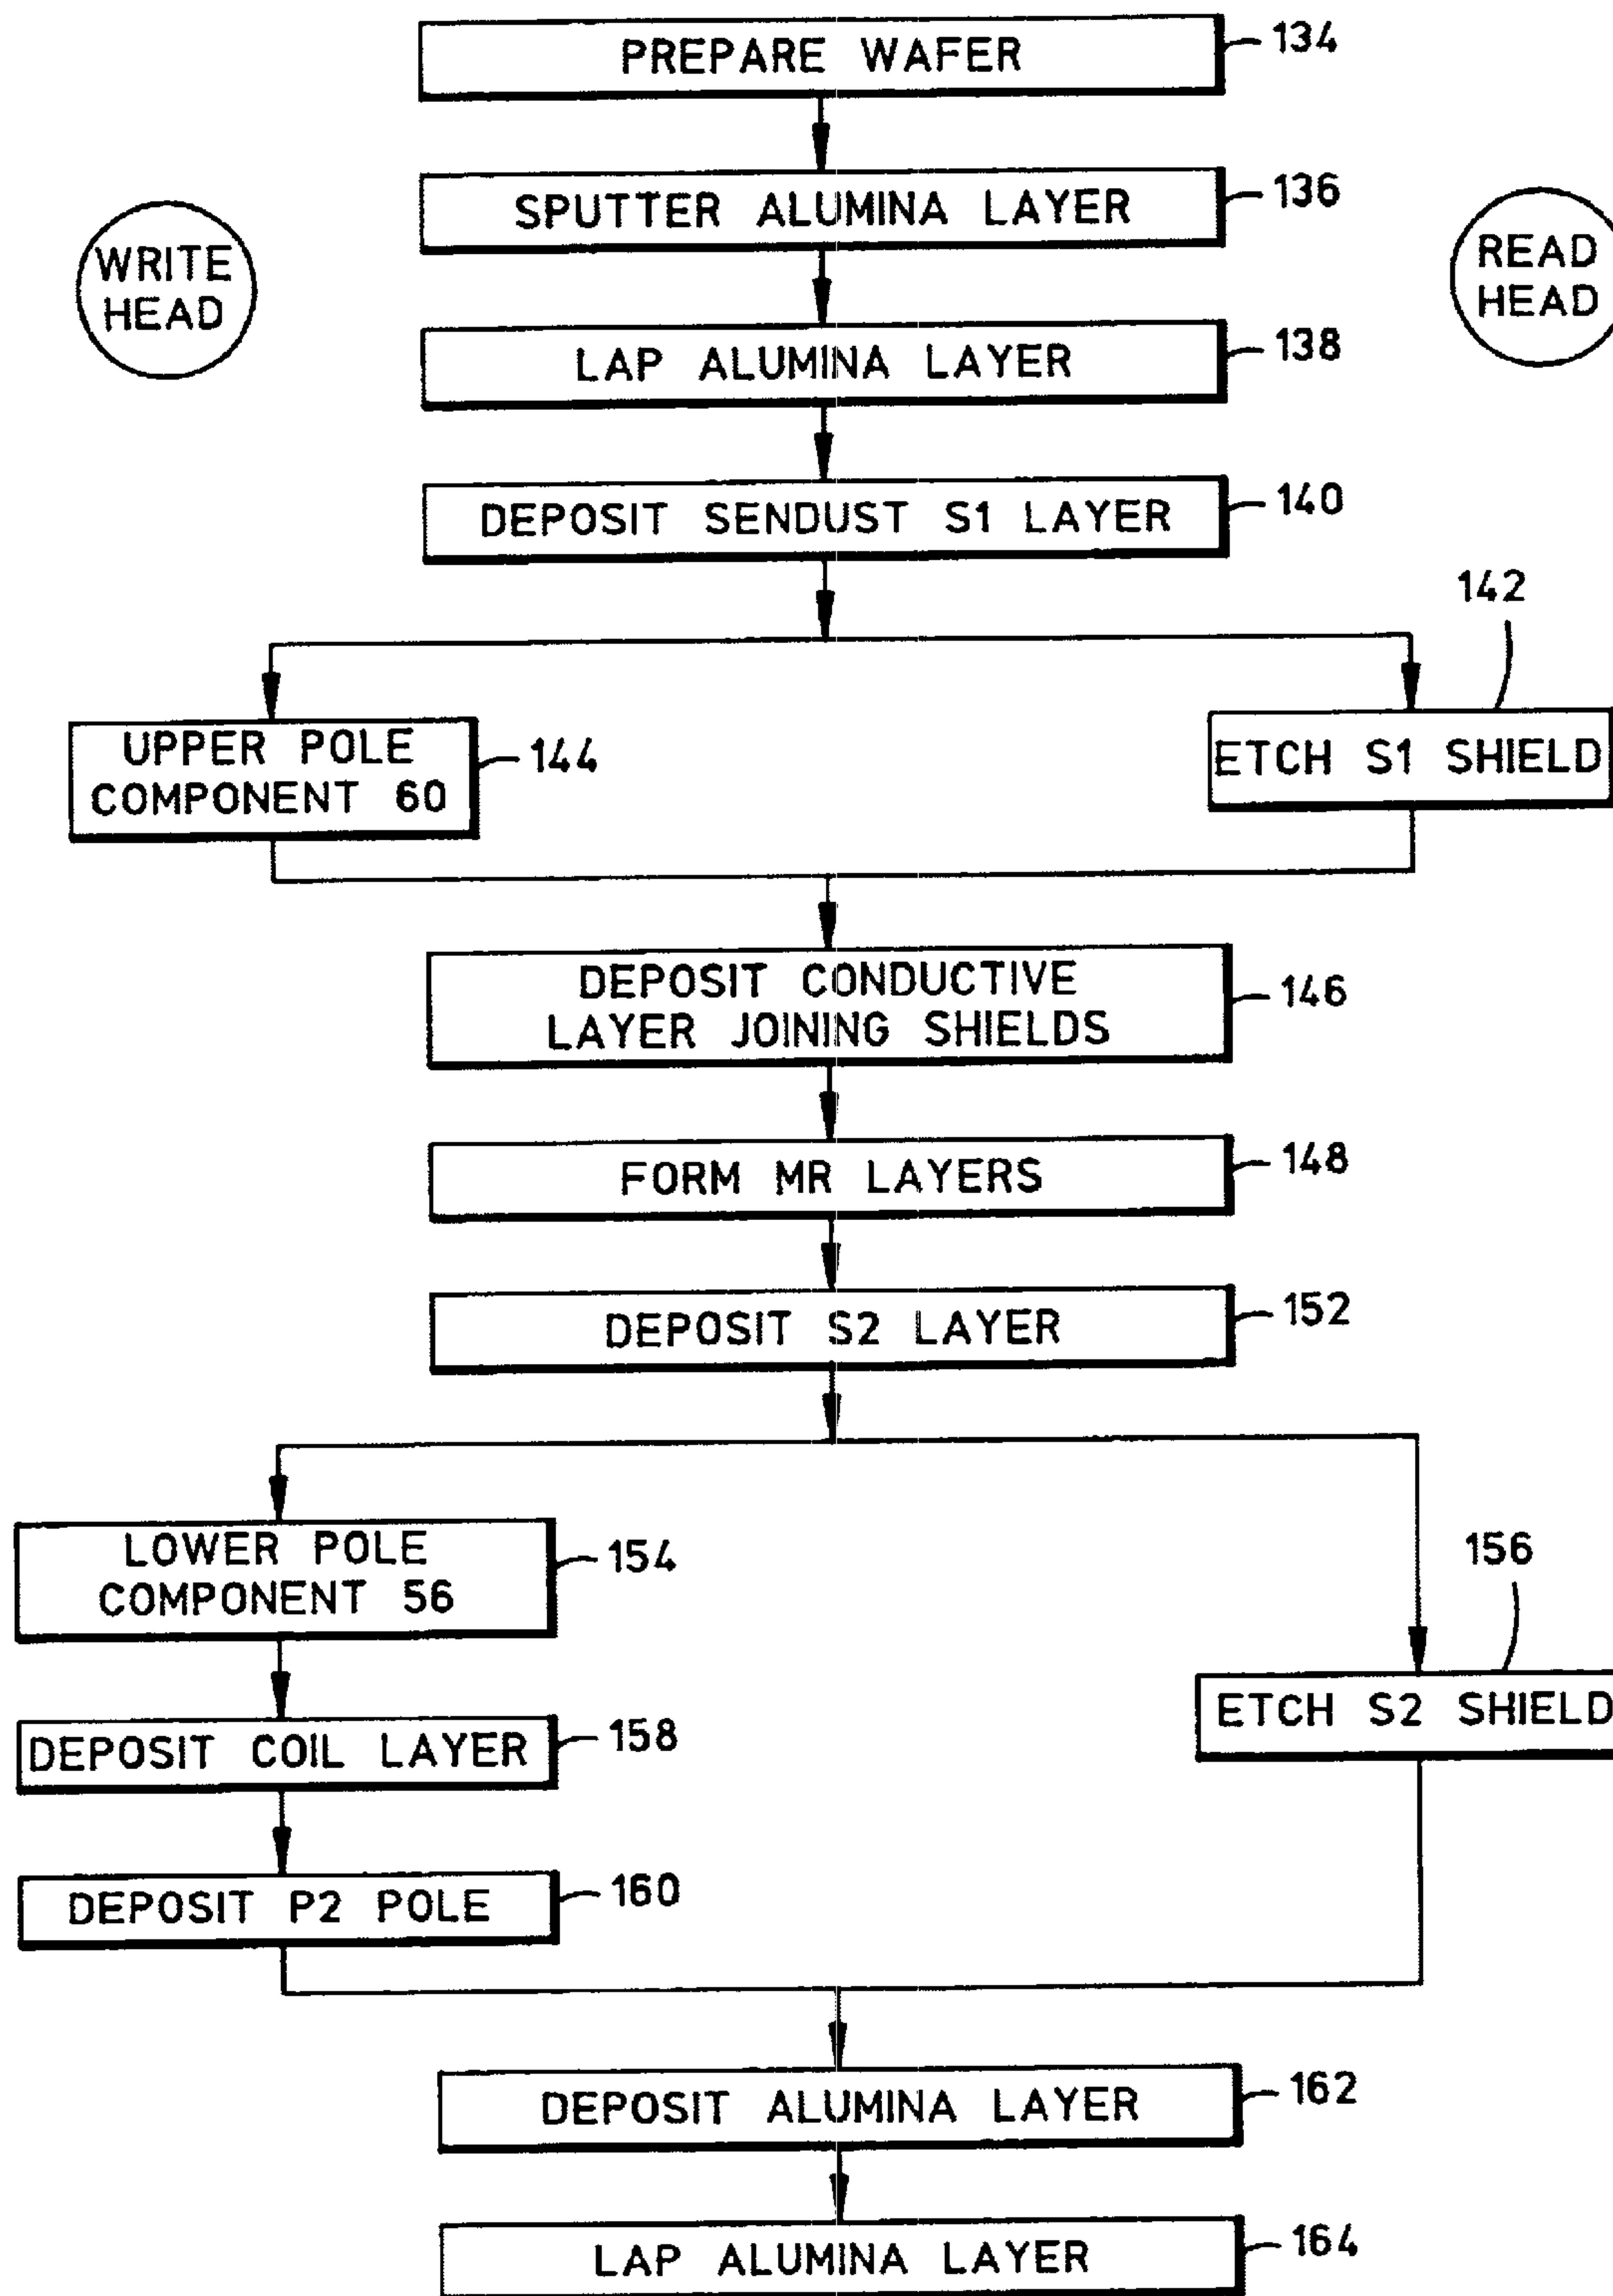 PREPARE WAFER
134
SPUTTER ALUMINA LAYER
136
WRITE
HEAD
READ
HEAD
LAP ALUMINA LAYER
138
DEPOSIT SENDUST S1 LAYER
140
142
UPPER POLE
COMPONENT 60
144
ETCH S1 SHIELD
DEPOSIT CONDUCTIVE
LAYER JOINING SHIELDS
146
FORM MR LAYERS
148
DEPOSIT S2 LAYER
152
LOWER POLE
COMPONENT 56
154
156
ETCH S2 SHIELD
DEPOSIT COIL LAYER
158
DEPOSIT P2 POLE
160
DEPOSIT ALUMINA LAYER
162
LAP ALUMINA LAYER
164